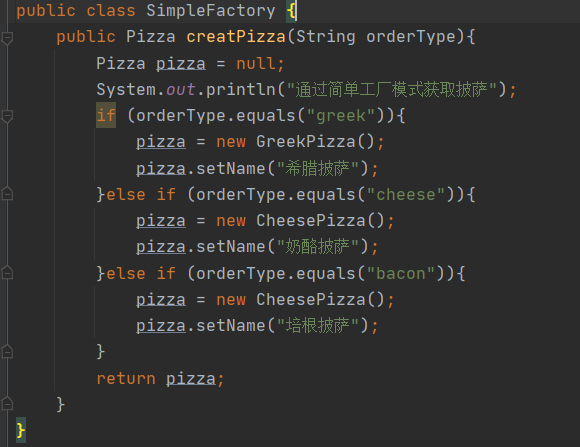 public class SimpleFactory {
    public Pizza creatPizza(String orderType){
        Pizza pizza = null;
        System.out.println("通过简单工厂模式获取披萨");
        if (orderType.equals("greek")){
            pizza = new GreekPizza();
            pizza.setName("希腊披萨");
        }else if (orderType.equals("cheese")){
            pizza = new CheesePizza();
            pizza.setName("奶酪披萨");
        }else if (orderType.equals("bacon")){
            pizza = new CheesePizza();
            pizza.setName("培根披萨");
        }
        return pizza;
    }
}